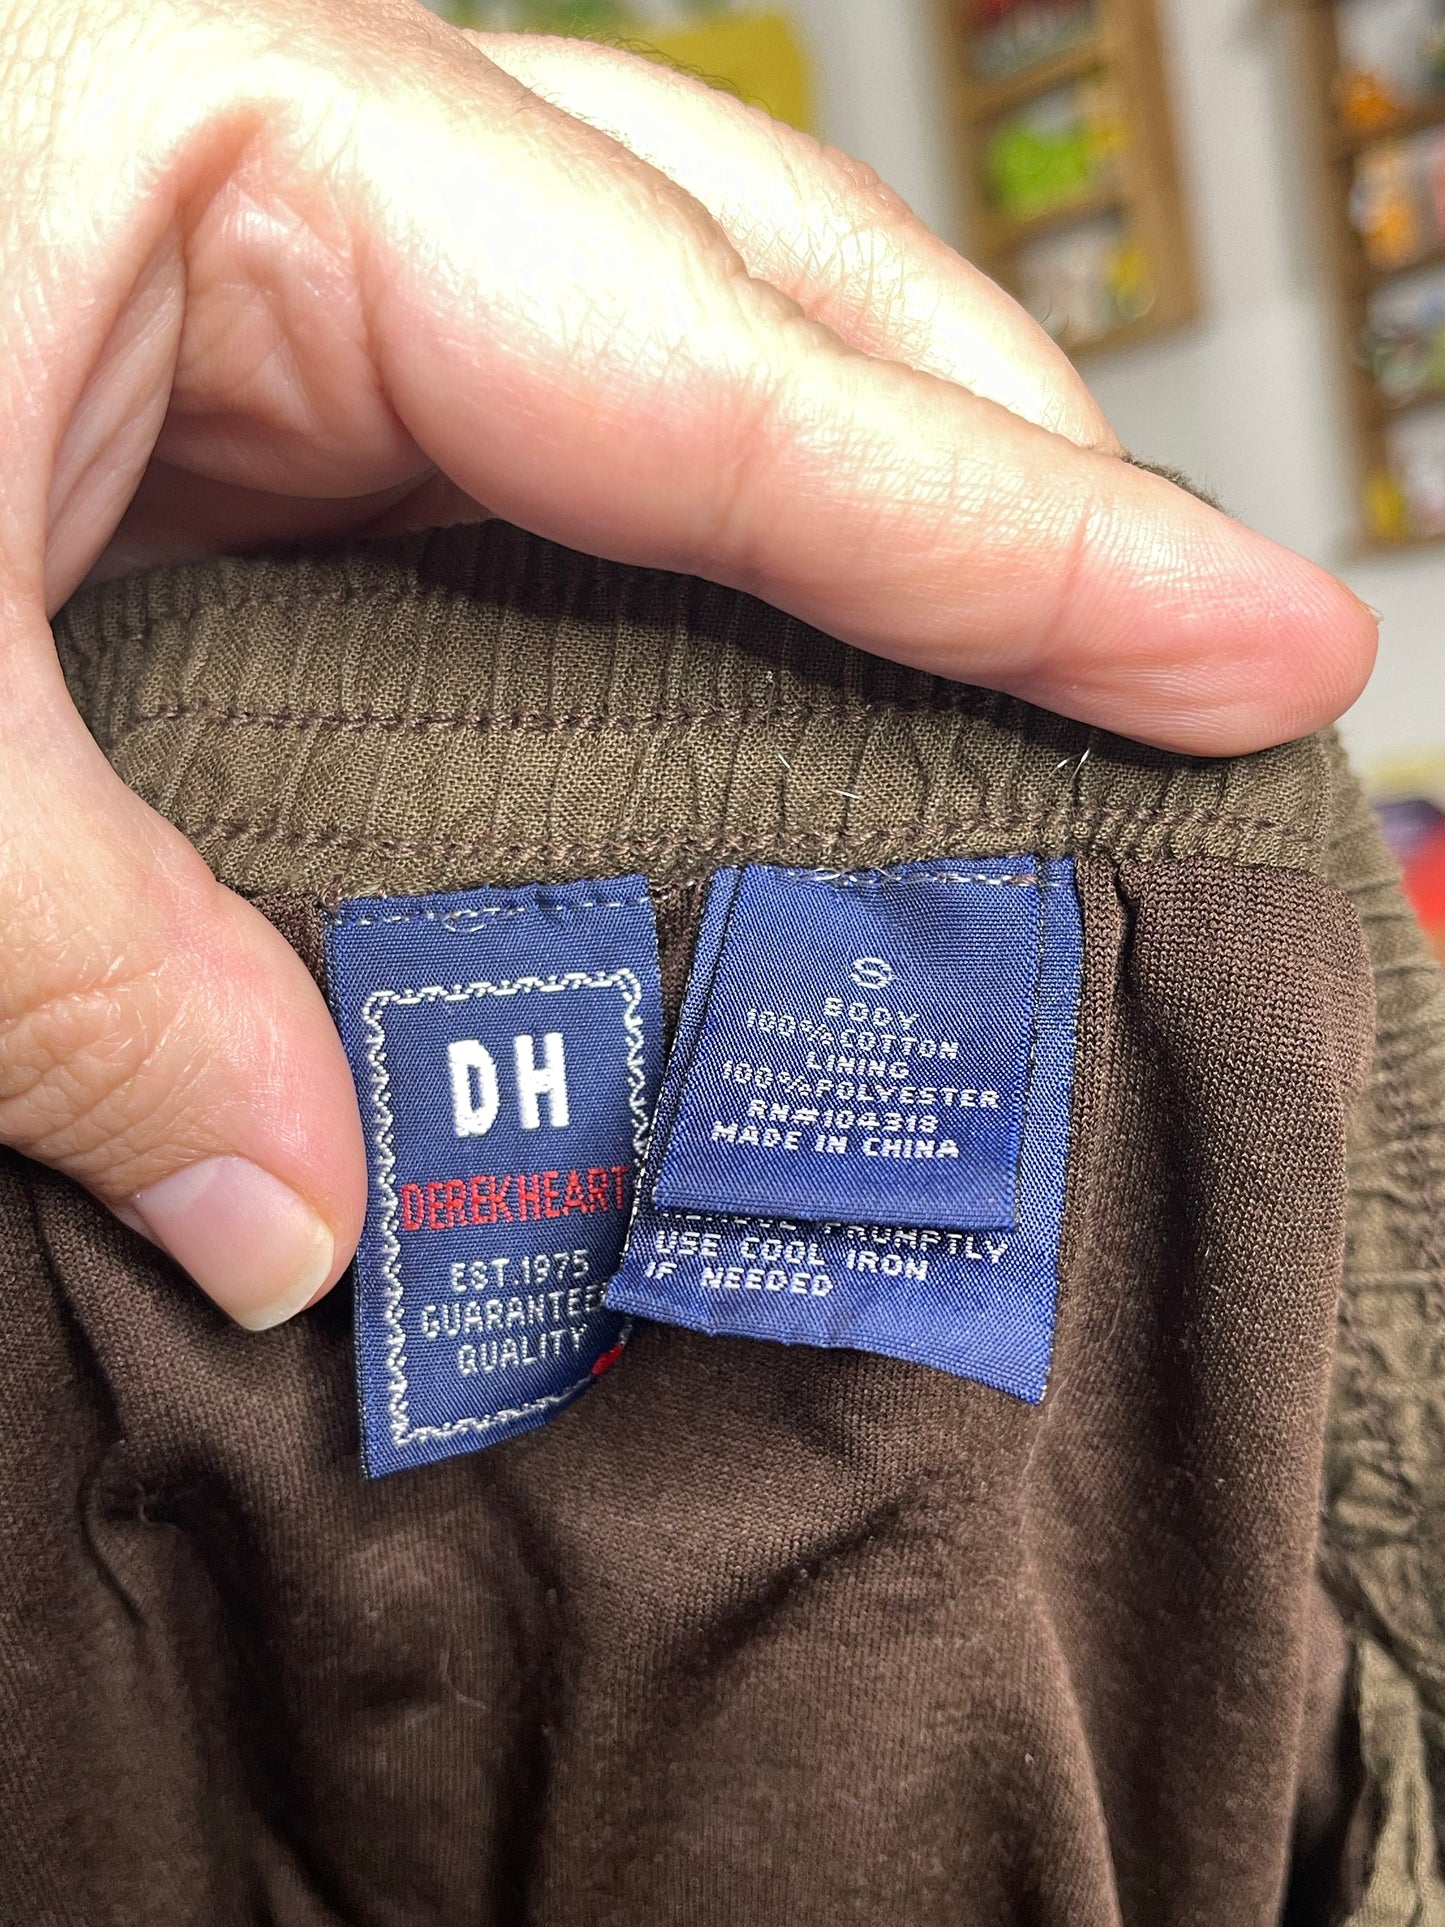 DH
DEREK HEART
EST. 1975
GUARANTEED
QUALITY
S
BODY
100% COTTON
LINING
100% POLYESTER
RN#104318
MADE IN CHINA
PROMPTLY
USE COOL IRON
IF NEEDED